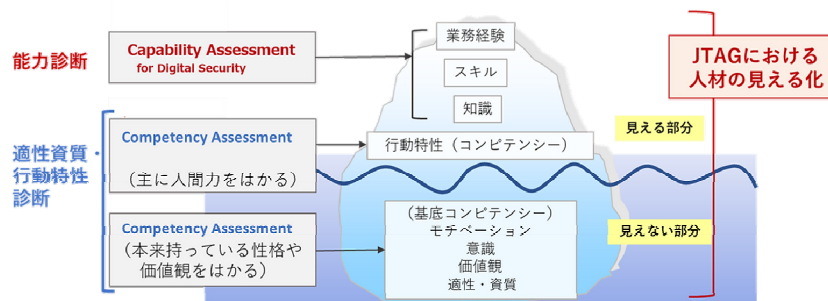 能力診断
Capability Assessment
for Digital Security
業務経験
スキル
知識
JTAGにおける
人材の見える化
適性資質・
行動特性
診断
Competency Assessment
(主に人間力をはかる)
行動特性(コンピテンシー)
見える部分
Competency Assessment
(本来持っている性格や
価値観をはかる)
(基底コンピテンシー)
モチベーション
意識
価値観
適性・資質
見えない部分